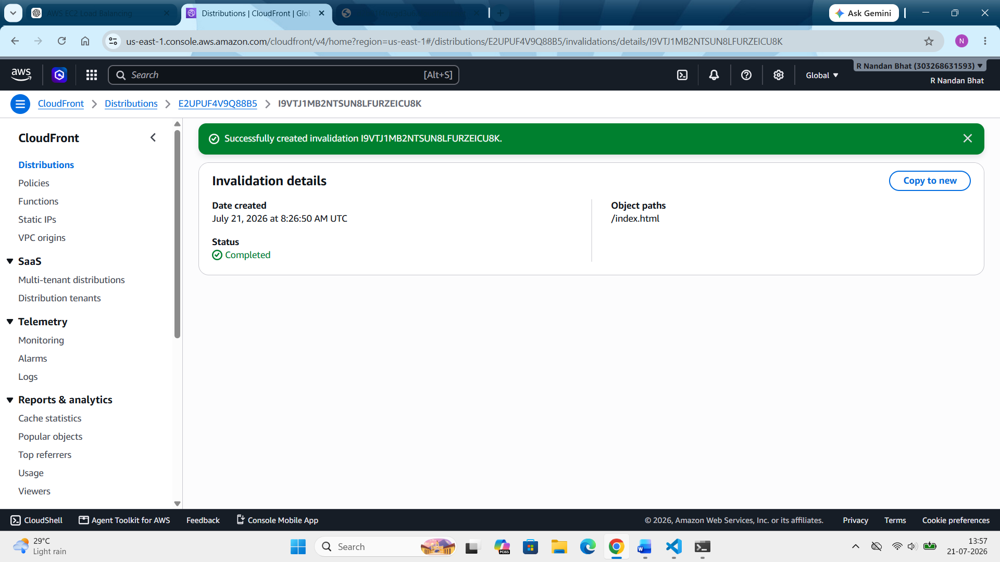 AWS EC2 Load Balancing
Distributions | CloudFront | Glo
Ask Gemini
us-east-1.console.aws.amazon.com/cloudfront/v4/home?region=us-east-1#/distributions/E2UPUF4V9Q88B5/invalidations/details/I9VTJ1MB2NTSUN8LFURZEICU8K
N
aws
Search
[Alt+S]
Global
R Nandan Bhat (303268631593)
R Nandan Bhat
CloudFront
Distributions
E2UPUF4V9Q88B5
I9VTJ1MB2NTSUN8LFURZEICU8K
CloudFront
Distributions
Policies
Functions
Static IPs
VPC origins
SaaS
Multi-tenant distributions
Distribution tenants
Telemetry
Monitoring
Alarms
Logs
Reports & analytics
Cache statistics
Popular objects
Top referrers
Usage
Viewers
Successfully created invalidation I9VTJ1MB2NTSUN8LFURZEICU8K.
Invalidation details
Copy to new
Date created
July 21, 2026 at 8:26:50 AM UTC
Status
Completed
Object paths
/index.html
CloudShell
Agent Toolkit for AWS
Feedback
Console Mobile App
© 2026, Amazon Web Services, Inc. or its affiliates.
Privacy
Terms
Cookie preferences
29°C
Light rain
Search
M365
W
13:57
21-07-2026